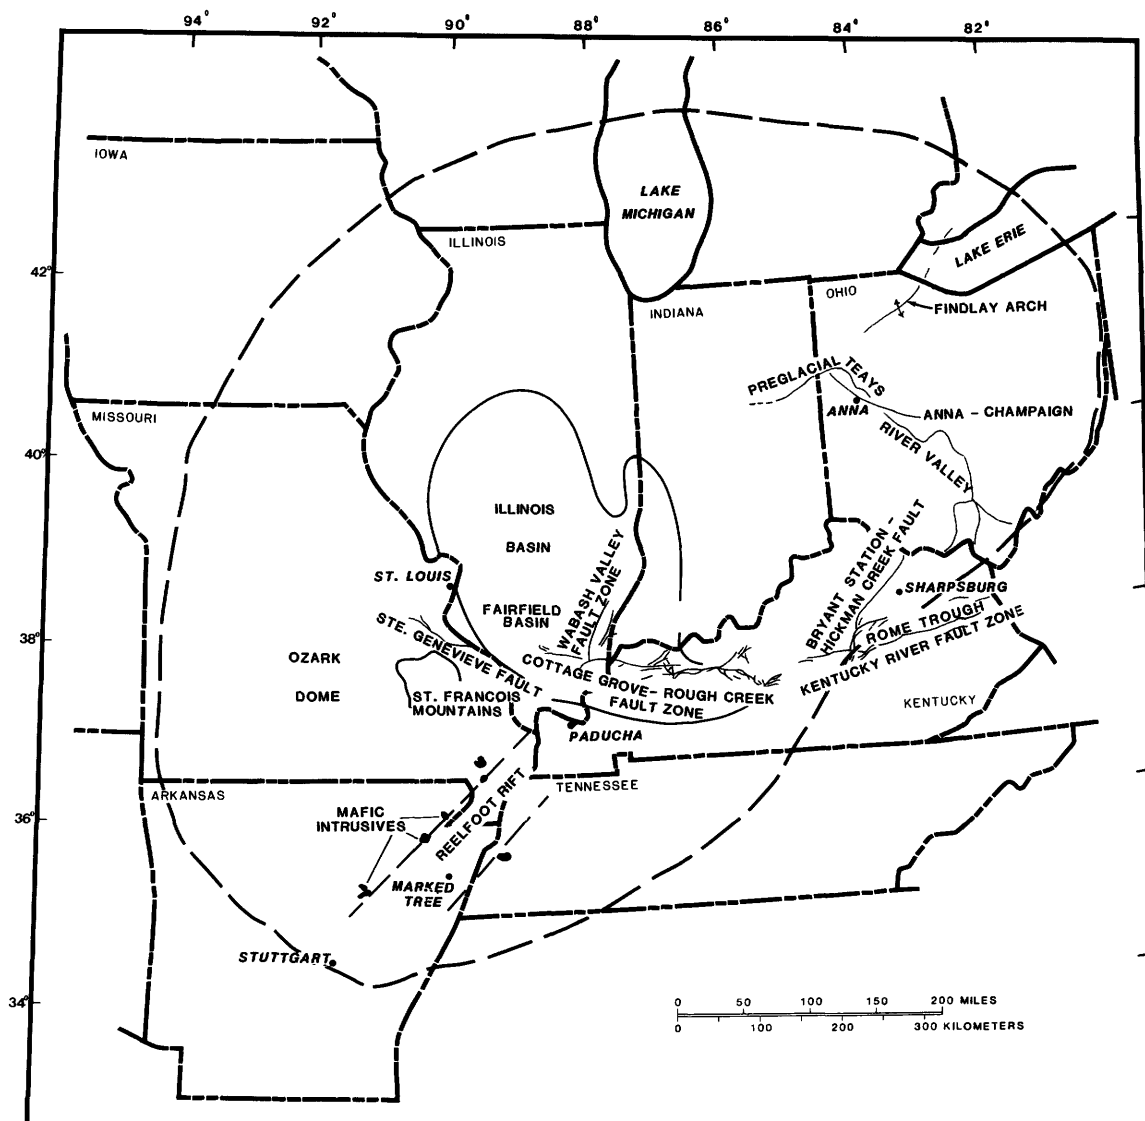 94°
92°
90°
88°
86°
84°
82°
IOWA
LAKE
MICHIGAN
ILLINOIS
LAKE ERIE
42°
INDIANA
OHIO
FINDLAY ARCH
PREGLACIAL TEAYS
MISSOURI
ANNA
ANNA - CHAMPAIGN
RIVER VALLEY
40°
ILLINOIS
BASIN
WABASH VALLEY
FAULT ZONE
BRYANT STATION -
HICKMAN CREEK FAULT
ST. LOUIS
SHARPSBURG
FAIRFIELD
BASIN
STE. GENEVIEVE FAULT
ROME TROUGH
KENTUCKY RIVER FAULT ZONE
38°
OZARK
DOME
COTTAGE GROVE - ROUGH CREEK
FAULT ZONE
ST. FRANCOIS
MOUNTAINS
KENTUCKY
PADUCHA
TENNESSEE
ARKANSAS
REELFOOT RIFT
MAFIC
INTRUSIVES
36°
MARKED
TREE
STUTTGART
34°
0 50 100 150 200 MILES
0 100 200 300 KILOMETERS